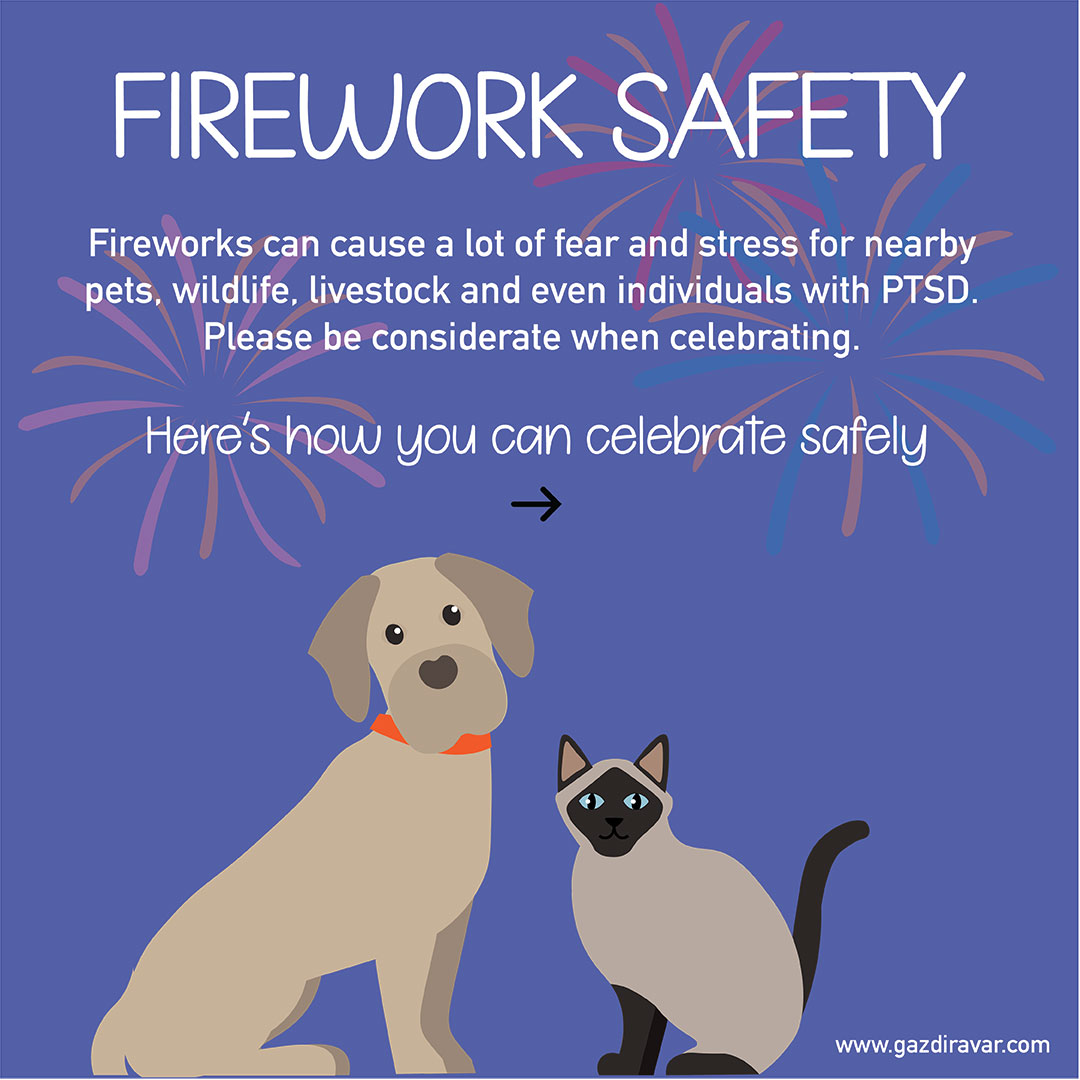 FIREWORK SAFETY
Fireworks can cause a lot of fear and stress for nearby
pets, wildlife, livestock and even individuals with PTSD.
Please be considerate when celebrating.
Here's how you can celebrate safely
www.gazdiravar.com